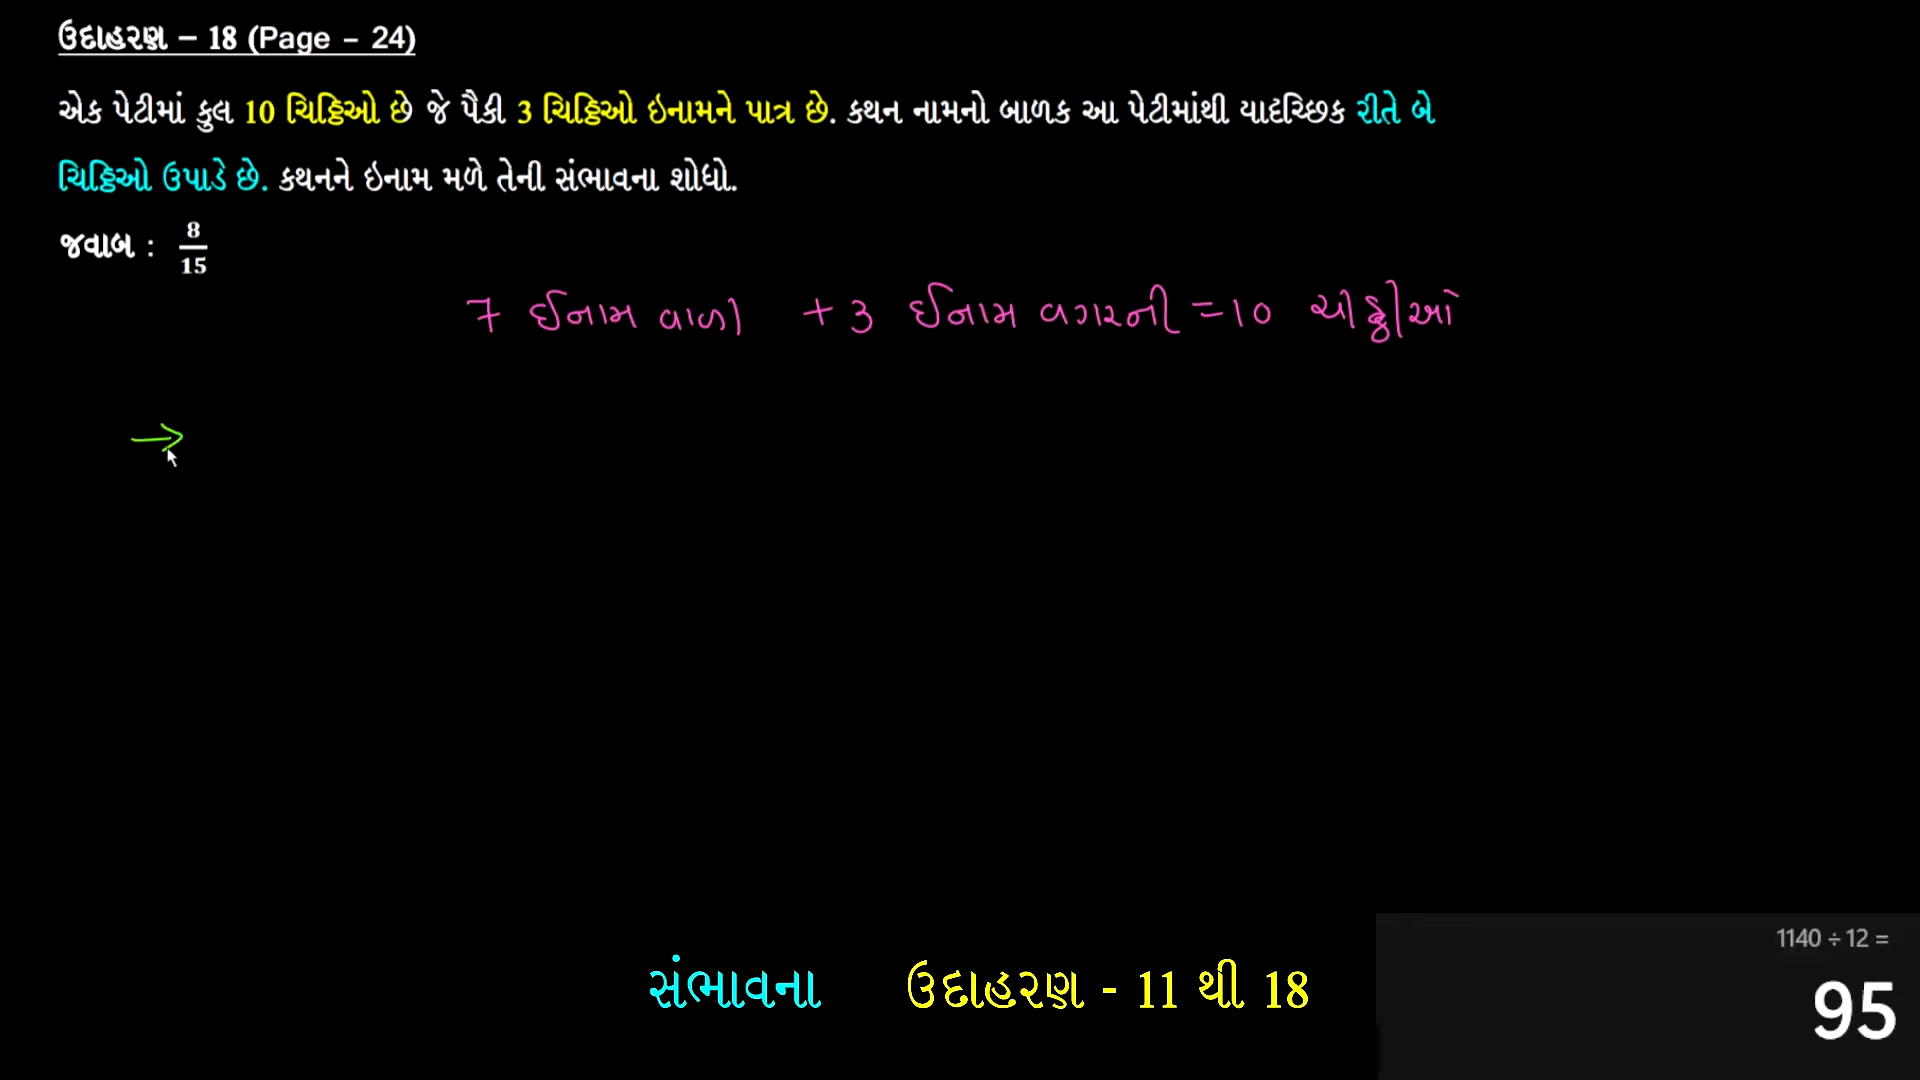 ઉદાહરણ – 18 (Page – 24)
એક પેટીમાં કુલ 10 ચિઠ્ઠિઓ છે જે પૈકી 3 ચિઠ્ઠિઓ ઇનામને પાત્ર છે. કથન નામનો બાળક આ પેટીમાંથી યાદચ્છિક રીતે બે
ચિઠ્ઠિઓ ઉપાડે છે. કથનને ઇનામ મળે તેની સંભાવના શોધો.
જવાબ : 8/15
7 ઈનામ વાળી + 3 ઈનામ વગરની = 10 ચીઠ્ઠીઓ
→
1140 ÷ 12 =
95
સંભાવના ઉદાહરણ - 11 થી 18